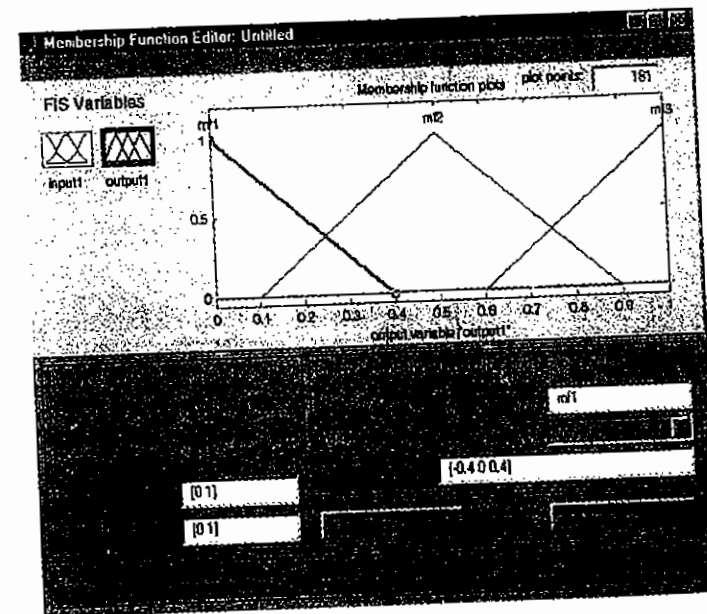 Membership Function Editor: Untitled
FIS Variables
Membership function plots
plot points:
181
input1
output1
mf1
mf2
mf3
1
0.5
0
0
0.1
0.2
0.3
0.4
0.5
0.6
0.7
0.8
0.9
1
output variable "output1"
mf1
[-0.4 0 0.4]
[0 1]
[0 1]